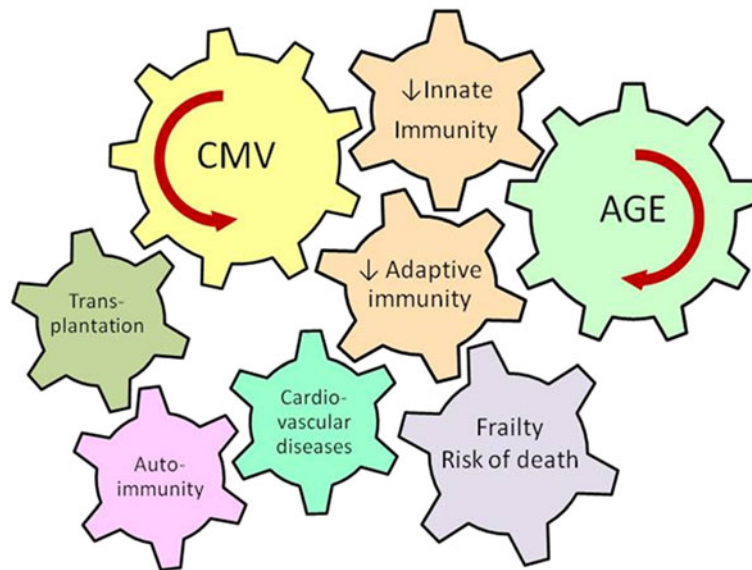 ↓Innate
Immunity
CMV
AGE
↓ Adaptive
immunity
Trans-
plantation
Cardio-
vascular
diseases
Frailty
Risk of death
Auto-
immunity